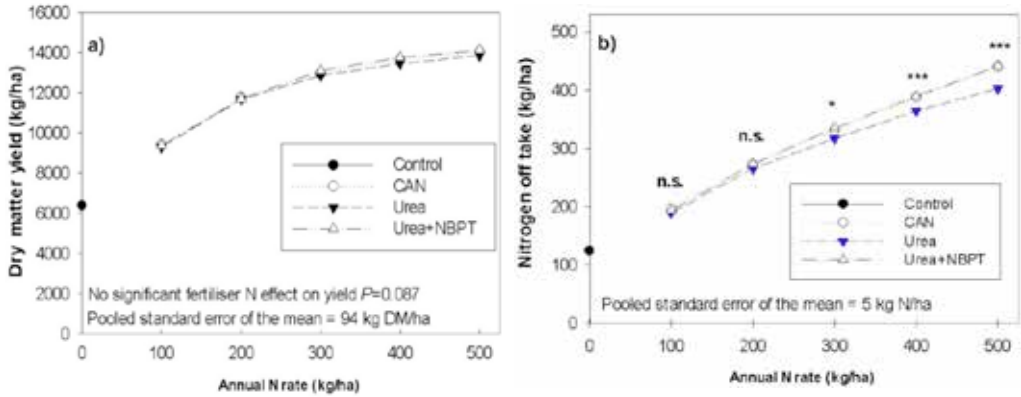 a)
Dry matter yield (kg/ha)
16000
14000
12000
10000
8000
6000
4000
2000
0
Control
CAN
Urea
Urea+NBPT
No significant fertiliser N effect on yield P=0.087
Pooled standard error of the mean = 94 kg DM/ha
0 100 200 300 400 500
Annual N rate (kg/ha)
b)
Nitrogen off take (kg/ha)
500
400
300
200
100
0
n.s.
n.s.
*
***
***
Control
CAN
Urea
Urea+NBPT
Pooled standard error of the mean = 5 kg N/ha
0 100 200 300 400 500
Annual N rate (kg/ha)